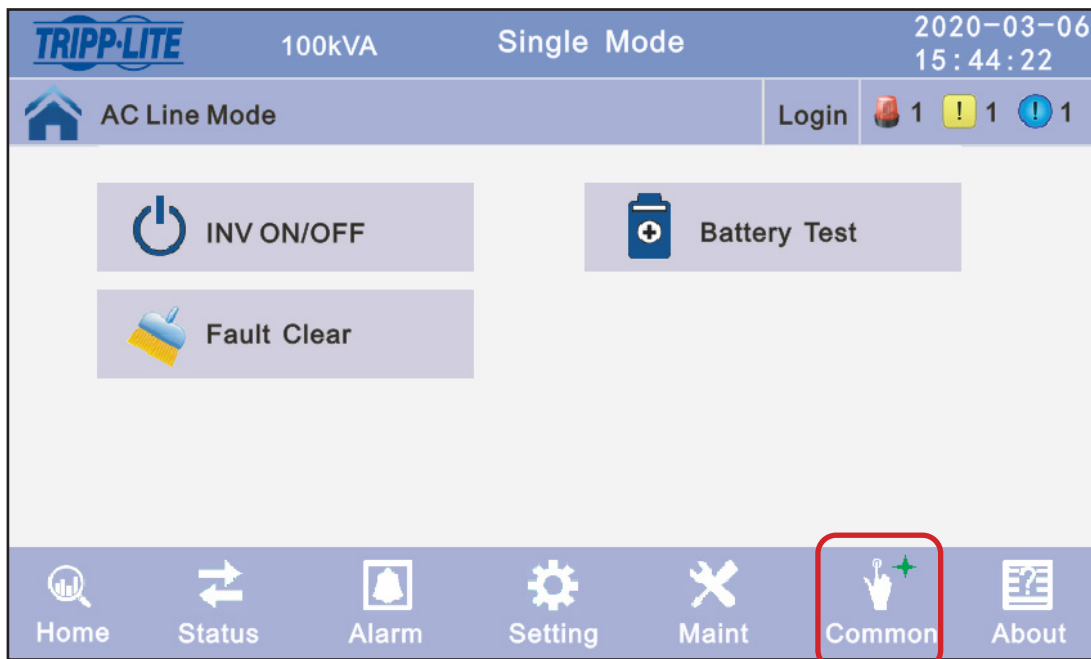 TRIPP·LITE 100kVA Single Mode 2020-03-06
15:44:22
AC Line Mode Login 1 ! 1 ! 1
INV ON/OFF Battery Test
Fault Clear
Home Status Alarm Setting Maint Common About